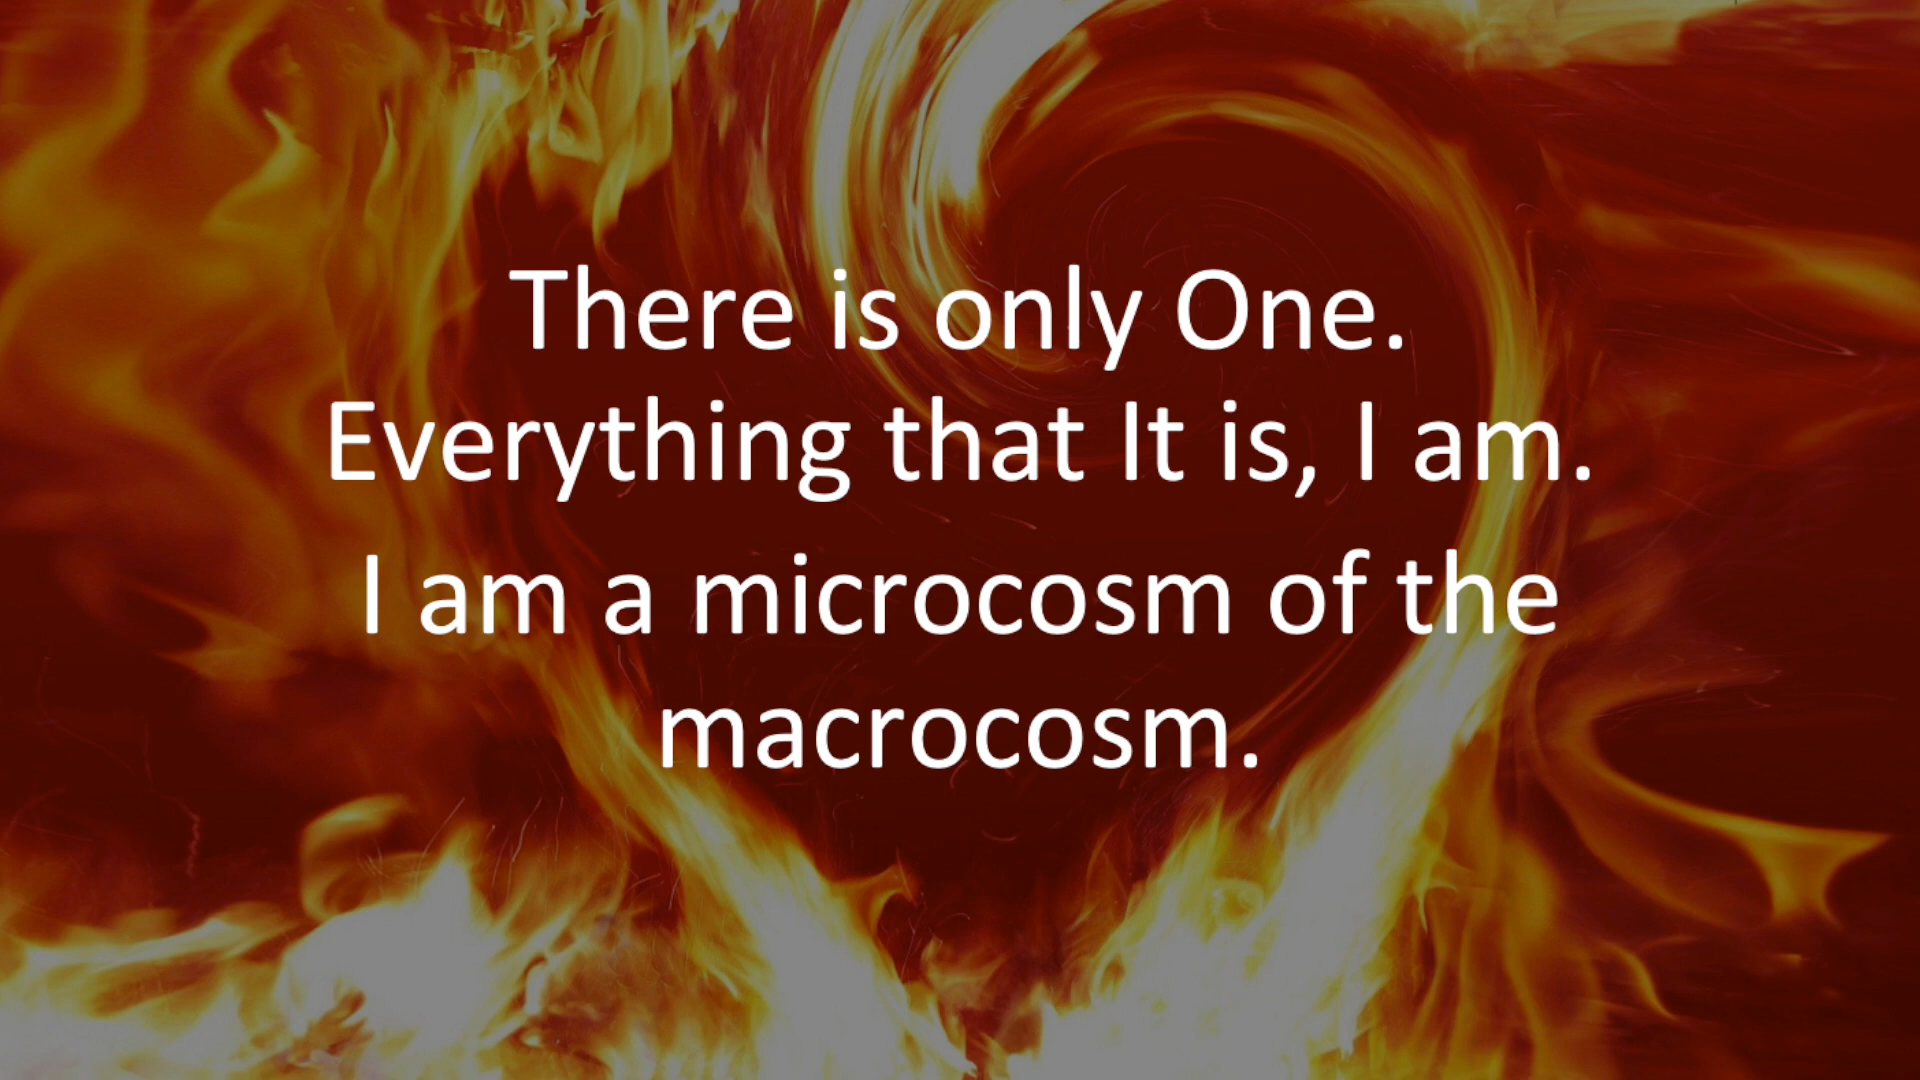 There is only One.
Everything that It is, I am.
I am a microcosm of the
macrocosm.